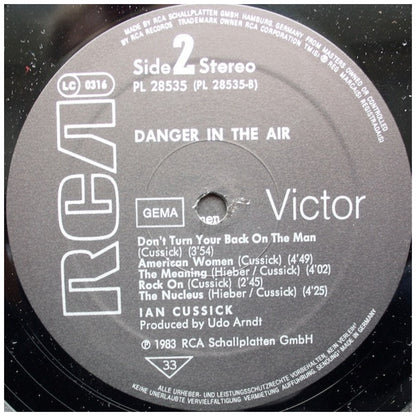 MADE BY RCA SCHALLPLATTEN GMBH HAMBURG, GERMANY FROM MASTERS OWNED OR CONTROLLED
BY RCA RECORDS TRADEMARK OWNER RCA CORPORATION TM(s) ® REG. MARCA(S) REGISTRADA(S)
Side 2 Stereo
LC 0316
PL 28535 (PL 28535-B)
DANGER IN THE AIR
RCA
GEMA
Victor
Don't Turn Your Back On The Man
(Cussick) (3'54)
American Women (Cussick) (4'49)
The Meaning (Hieber / Cussick) (4'02)
Rock On (Cussick) (2'45)
The Nucleus (Hieber / Cussick) (4'25)
IAN CUSSICK
Produced by Udo Arndt
℗ 1983 RCA Schallplatten GmbH
33
ALLE URHEBER- UND LEISTUNGSSCHUTZRECHTE VORBEHALTEN.
KEINE UNERLAUBTE VERVIELFÄLTIGUNG, VERMIETUNG, AUFFÜHRUNG, SENDUNG! MADE IN GERMANY